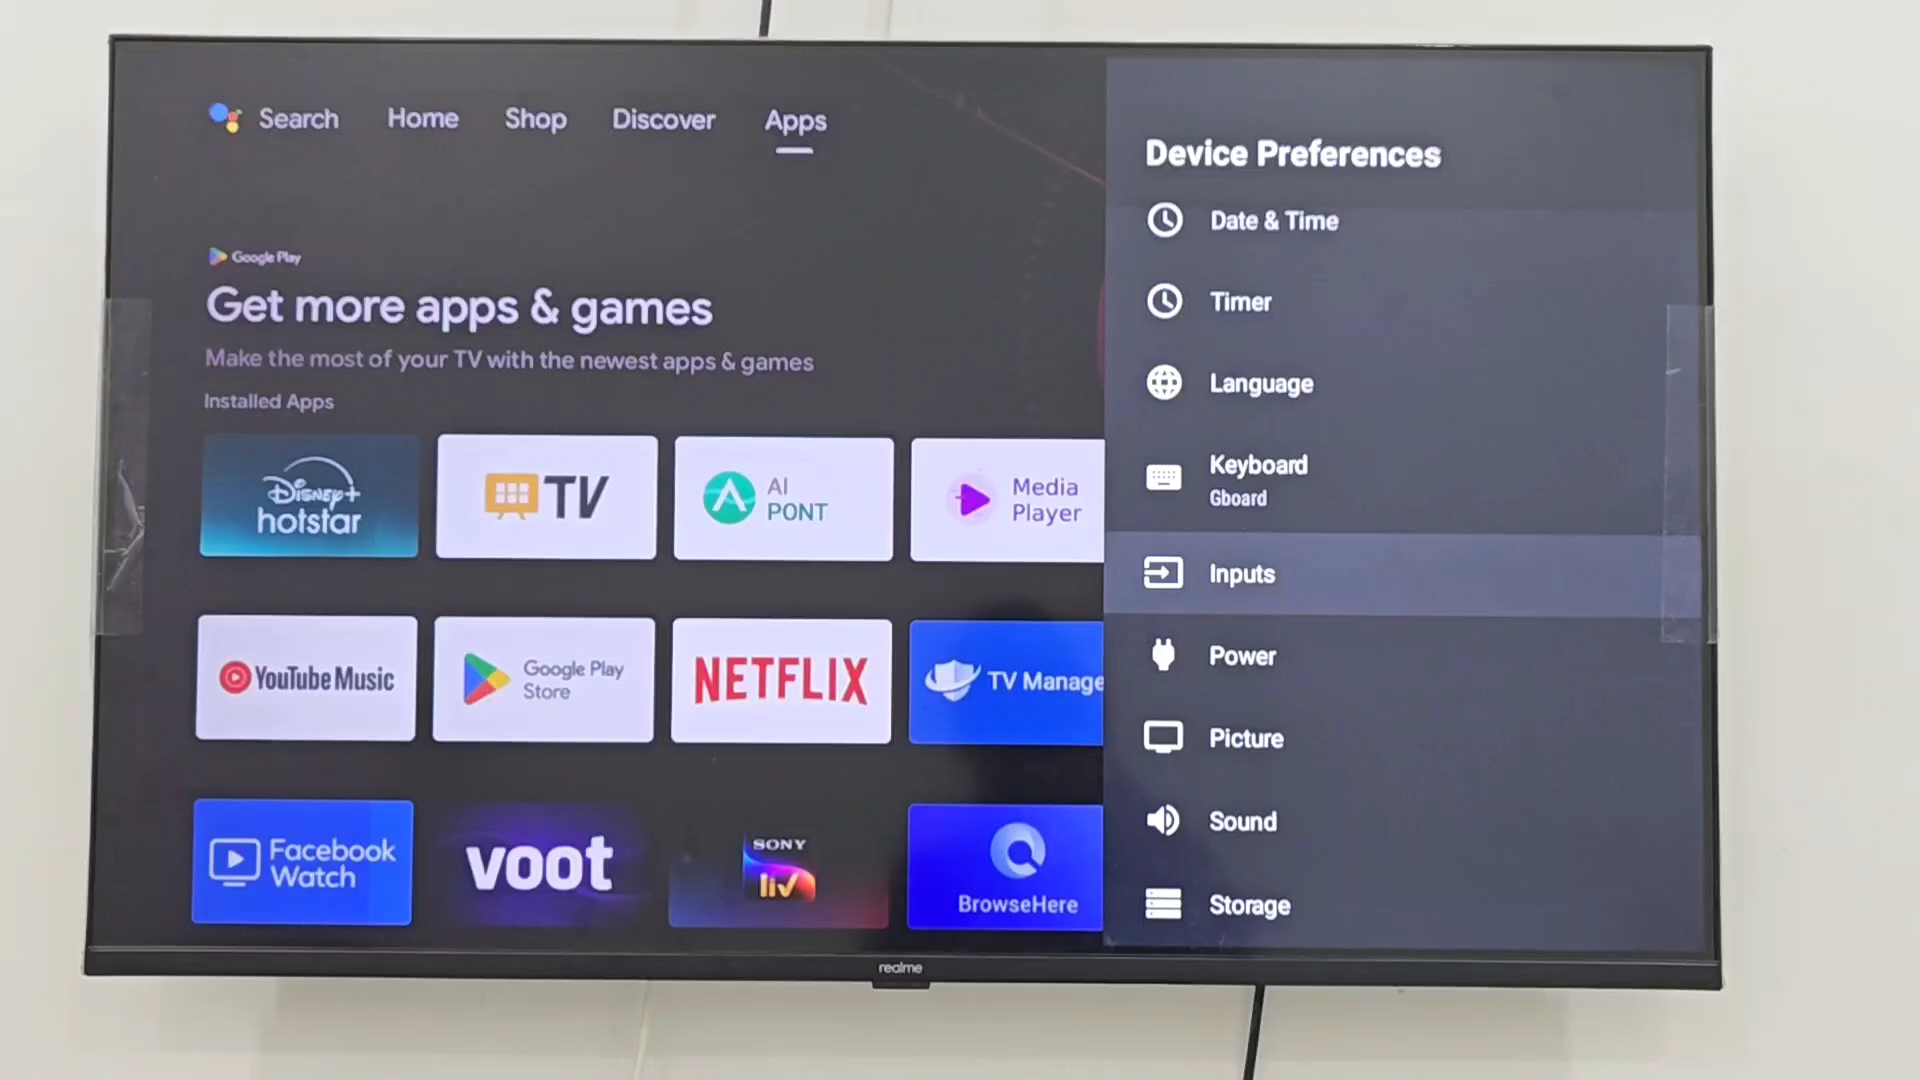 Search Home Shop Discover Apps
Google Play
Get more apps & games
Make the most of your TV with the newest apps & games
Installed Apps
Disney+
hotstar
TV
AI
PONT
Media
Player
YouTube Music
Google Play
Store
NETFLIX
TV Manage
Facebook
Watch
voot
SONY
liv
BrowseHere
Device Preferences
Date & Time
Timer
Language
Keyboard
Gboard
Inputs
Power
Picture
Sound
Storage
realme